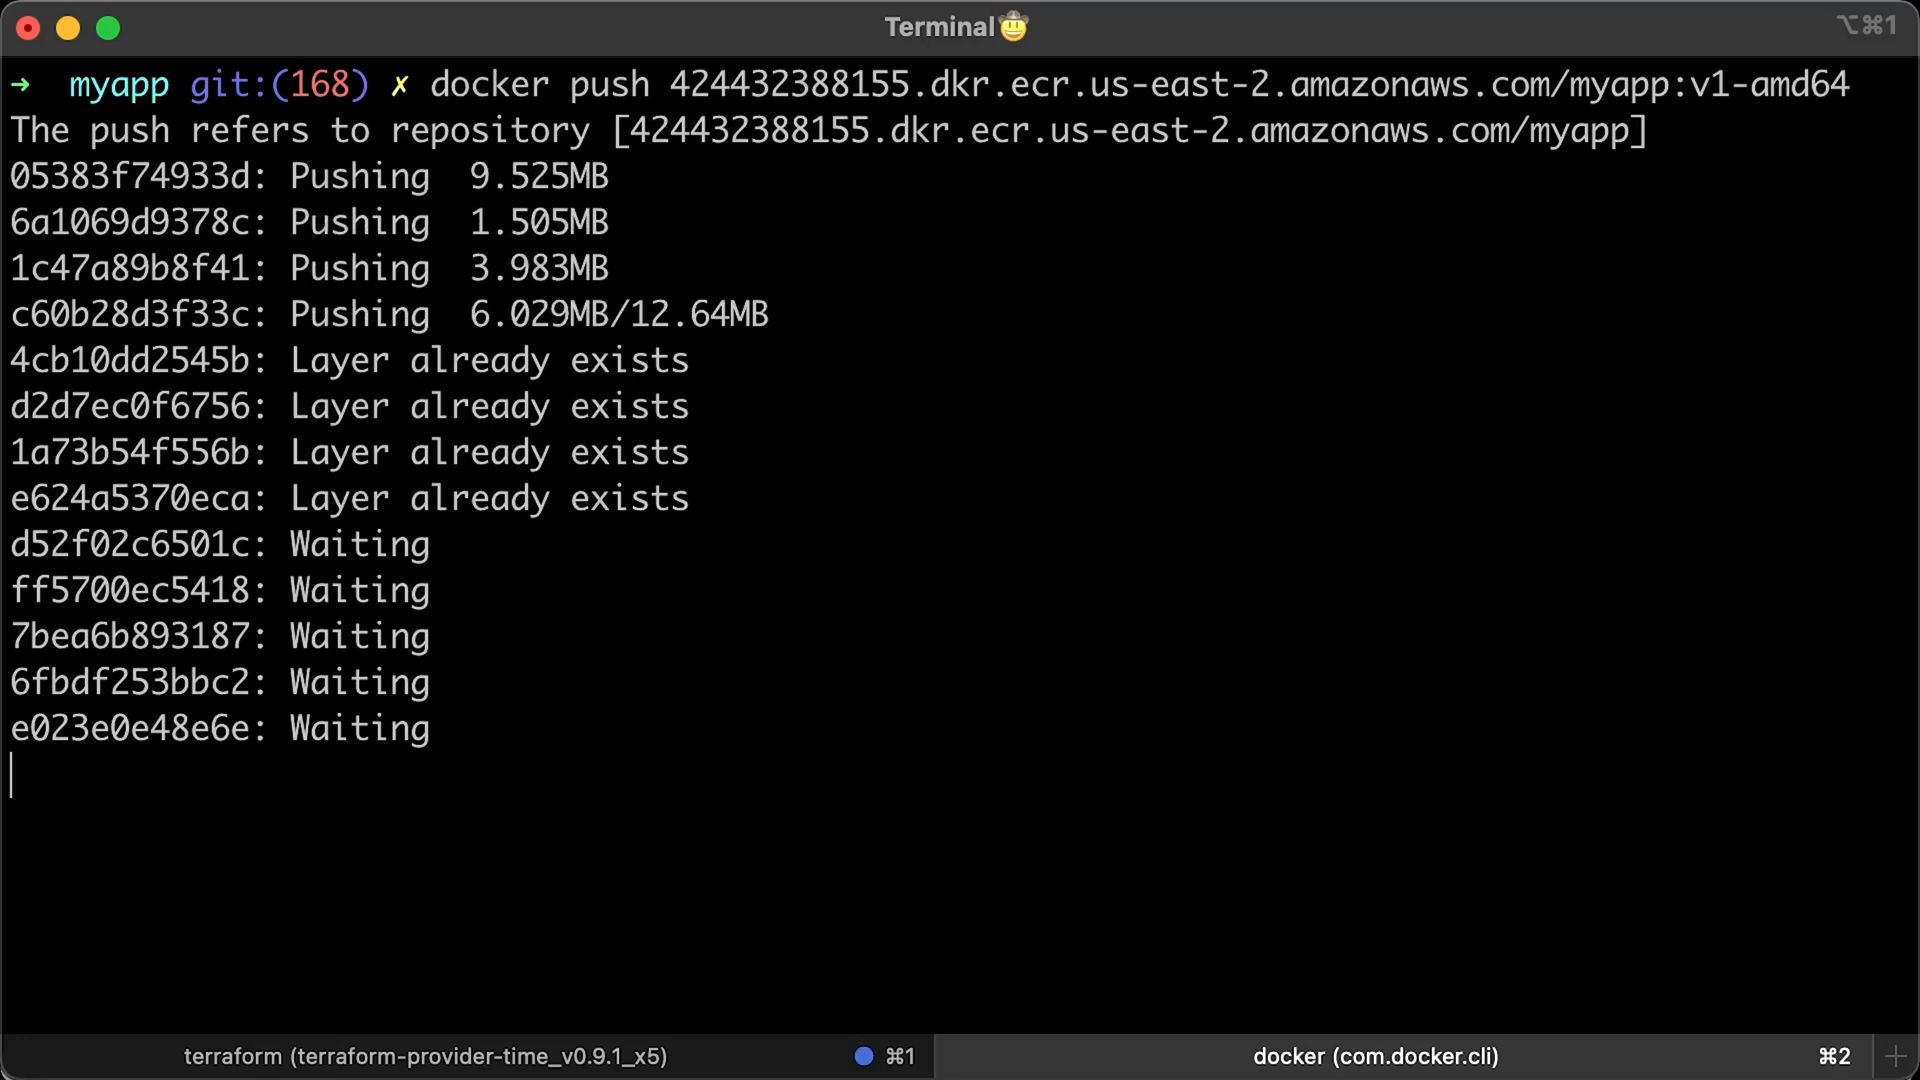 Terminal🤠
⌥⌘1
→ myapp git:(168) ✗ docker push 424432388155.dkr.ecr.us-east-2.amazonaws.com/myapp:v1-amd64
The push refers to repository [424432388155.dkr.ecr.us-east-2.amazonaws.com/myapp]
05383f74933d: Pushing  9.525MB
6a1069d9378c: Pushing  1.505MB
1c47a89b8f41: Pushing  3.983MB
c60b28d3f33c: Pushing  6.029MB/12.64MB
4cb10dd2545b: Layer already exists
d2d7ec0f6756: Layer already exists
1a73b54f556b: Layer already exists
e624a5370eca: Layer already exists
d52f02c6501c: Waiting
ff5700ec5418: Waiting
7bea6b893187: Waiting
6fbdf253bbc2: Waiting
e023e0e48e6e: Waiting
terraform (terraform-provider-time_v0.9.1_x5)
⌘1
docker (com.docker.cli)
⌘2